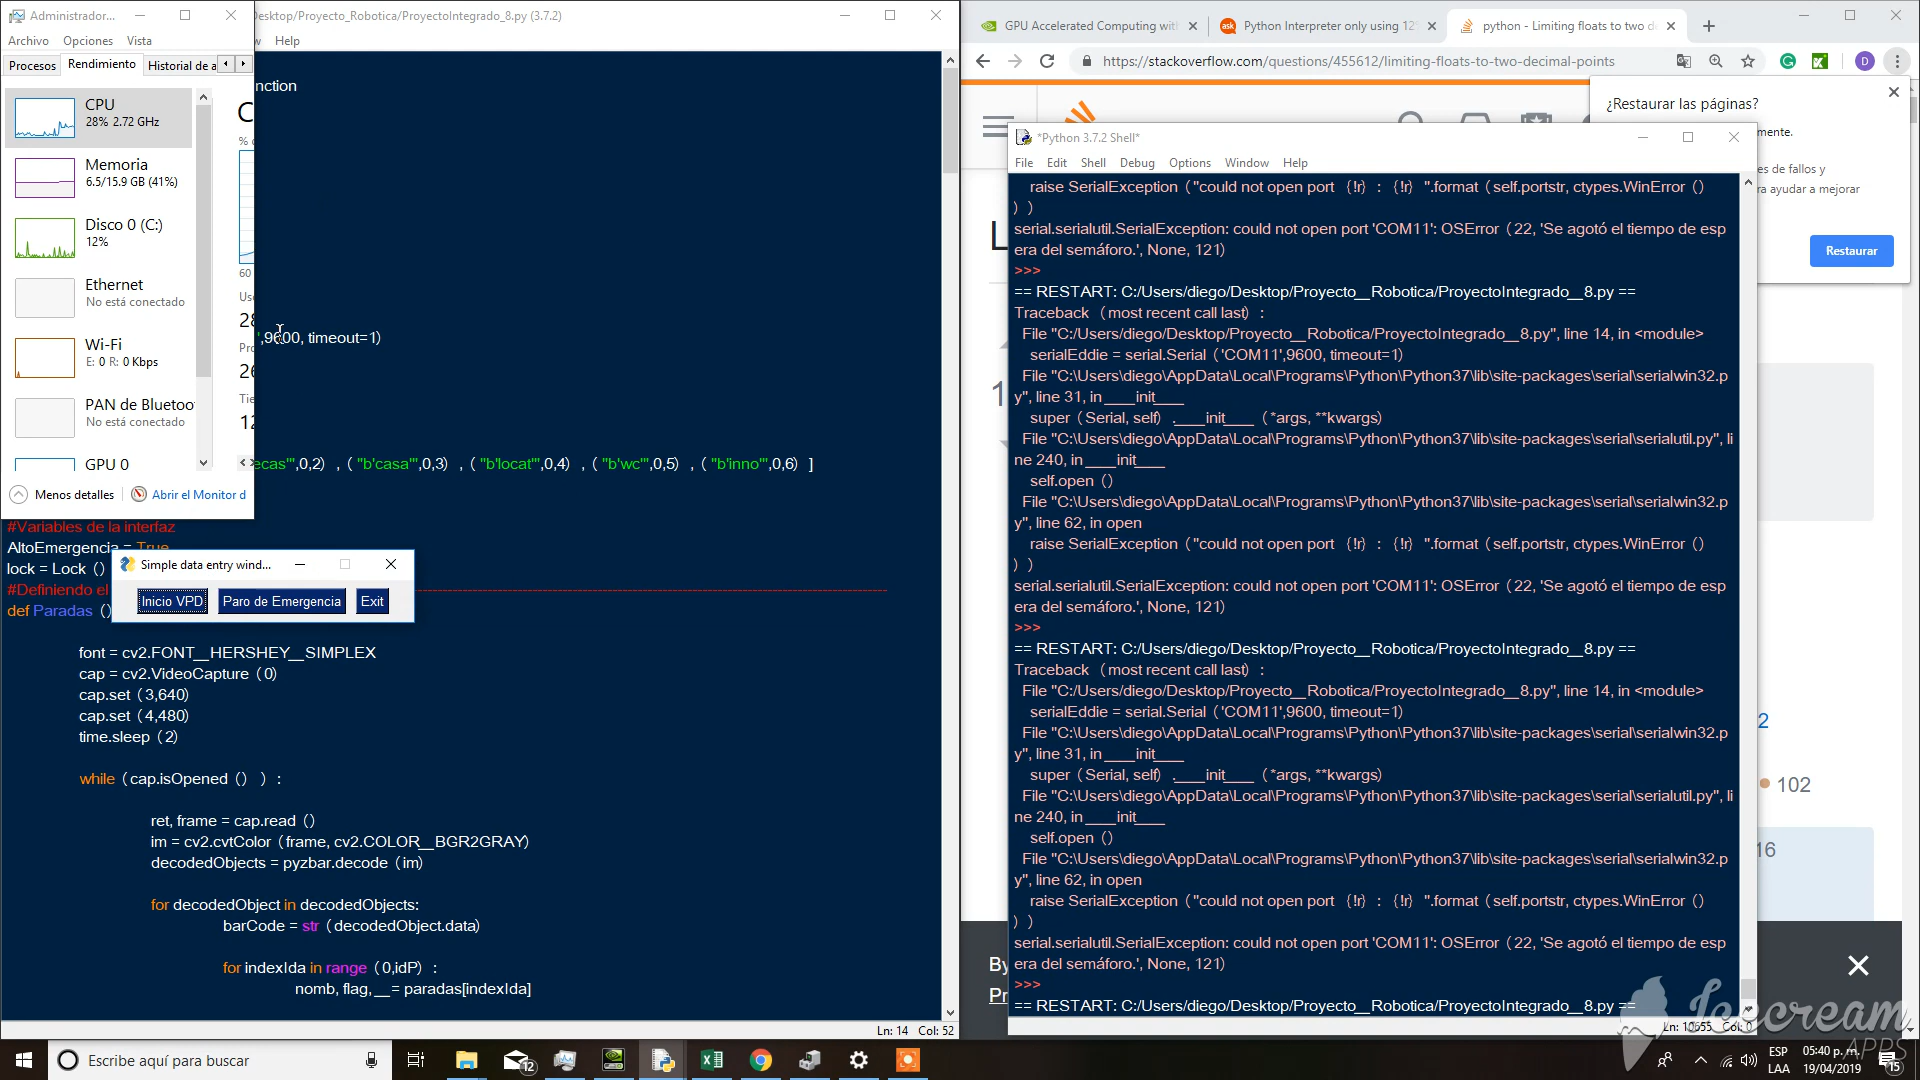 Administrador...
Desktop/Proyecto_Robotica/ProyectoIntegrado_8.py (3.7.2)
Archivo Opciones Vista
Help
Procesos Rendimiento Historial de a
nction
CPU
28% 2.72 GHz
Memoria
6.5/15.9 GB (41%)
Disco 0 (C:)
12%
60
Ethernet
No está conectado
Wi-Fi
E: 0 R: 0 Kbps
',9600, timeout=1)
PAN de Bluetoo
No está conectado
GPU 0
ecas'",0,2) ,("b'casa'",0,3) ,("b'locat'",0,4) ,("b'wc'",0,5) ,("b'inno'",0,6) ]
Menos detalles Abrir el Monitor d
#Variables de la interfaz
AltoEmergencia = True
lock = Lock ()
#Definiendo el
def Paradas ()
Simple data entry wind...
Inicio VPD Paro de Emergencia Exit
font = cv2.FONT_HERSHEY_SIMPLEX
cap = cv2.VideoCapture (0)
cap.set (3,640)
cap.set (4,480)
time.sleep (2)
while (cap.isOpened () ) :
ret, frame = cap.read ()
im = cv2.cvtColor (frame, cv2.COLOR_BGR2GRAY)
decodedObjects = pyzbar.decode (im)
for decodedObject in decodedObjects:
barCode = str (decodedObject.data)
for indexIda in range (0,idP) :
nomb, flag,_= paradas[indexIda]
Ln: 14 Col: 52
GPU Accelerated Computing wit
Python Interpreter only using 12
python - Limiting floats to two de
https://stackoverflow.com/questions/455612/limiting-floats-to-two-decimal-points
D
¿Restaurar las páginas?
mente.
es de fallos y
ra ayudar a mejorar
Restaurar
*Python 3.7.2 Shell*
File Edit Shell Debug Options Window Help
raise SerialException ("could not open port {!r} : {!r} ".format (self.portstr, ctypes.WinError ()
) )
serial.serialutil.SerialException: could not open port 'COM11': OSError (22, 'Se agotó el tiempo de esp
era del semáforo.', None, 121)
>>>
== RESTART: C:/Users/diego/Desktop/Proyecto_Robotica/ProyectoIntegrado_8.py ==
Traceback (most recent call last) :
File "C:/Users/diego/Desktop/Proyecto_Robotica/ProyectoIntegrado_8.py", line 14, in <module>
serialEddie = serial.Serial ('COM11',9600, timeout=1)
File "C:\Users\diego\AppData\Local\Programs\Python\Python37\lib\site-packages\serial\serialwin32.p
y", line 31, in __init__
super (Serial, self) .__init__ (*args, **kwargs)
File "C:\Users\diego\AppData\Local\Programs\Python\Python37\lib\site-packages\serial\serialutil.py", li
ne 240, in __init__
self.open ()
File "C:\Users\diego\AppData\Local\Programs\Python\Python37\lib\site-packages\serial\serialwin32.p
y", line 62, in open
raise SerialException ("could not open port {!r} : {!r} ".format (self.portstr, ctypes.WinError ()
) )
serial.serialutil.SerialException: could not open port 'COM11': OSError (22, 'Se agotó el tiempo de esp
era del semáforo.', None, 121)
>>>
== RESTART: C:/Users/diego/Desktop/Proyecto_Robotica/ProyectoIntegrado_8.py ==
Traceback (most recent call last) :
File "C:/Users/diego/Desktop/Proyecto_Robotica/ProyectoIntegrado_8.py", line 14, in <module>
serialEddie = serial.Serial ('COM11',9600, timeout=1)
File "C:\Users\diego\AppData\Local\Programs\Python\Python37\lib\site-packages\serial\serialwin32.p
y", line 31, in __init__
super (Serial, self) .__init__ (*args, **kwargs)
File "C:\Users\diego\AppData\Local\Programs\Python\Python37\lib\site-packages\serial\serialutil.py", li
ne 240, in __init__
self.open ()
File "C:\Users\diego\AppData\Local\Programs\Python\Python37\lib\site-packages\serial\serialwin32.p
y", line 62, in open
raise SerialException ("could not open port {!r} : {!r} ".format (self.portstr, ctypes.WinError ()
) )
serial.serialutil.SerialException: could not open port 'COM11': OSError (22, 'Se agotó el tiempo de esp
era del semáforo.', None, 121)
>>>
== RESTART: C:/Users/diego/Desktop/Proyecto_Robotica/ProyectoIntegrado_8.py ==
Ln: 10655 Col: 0
2
102
16
By
Pr
Icecream
APPS
Escribe aquí para buscar
12
ESP
LAA
05:40 p. m.
19/04/2019
15